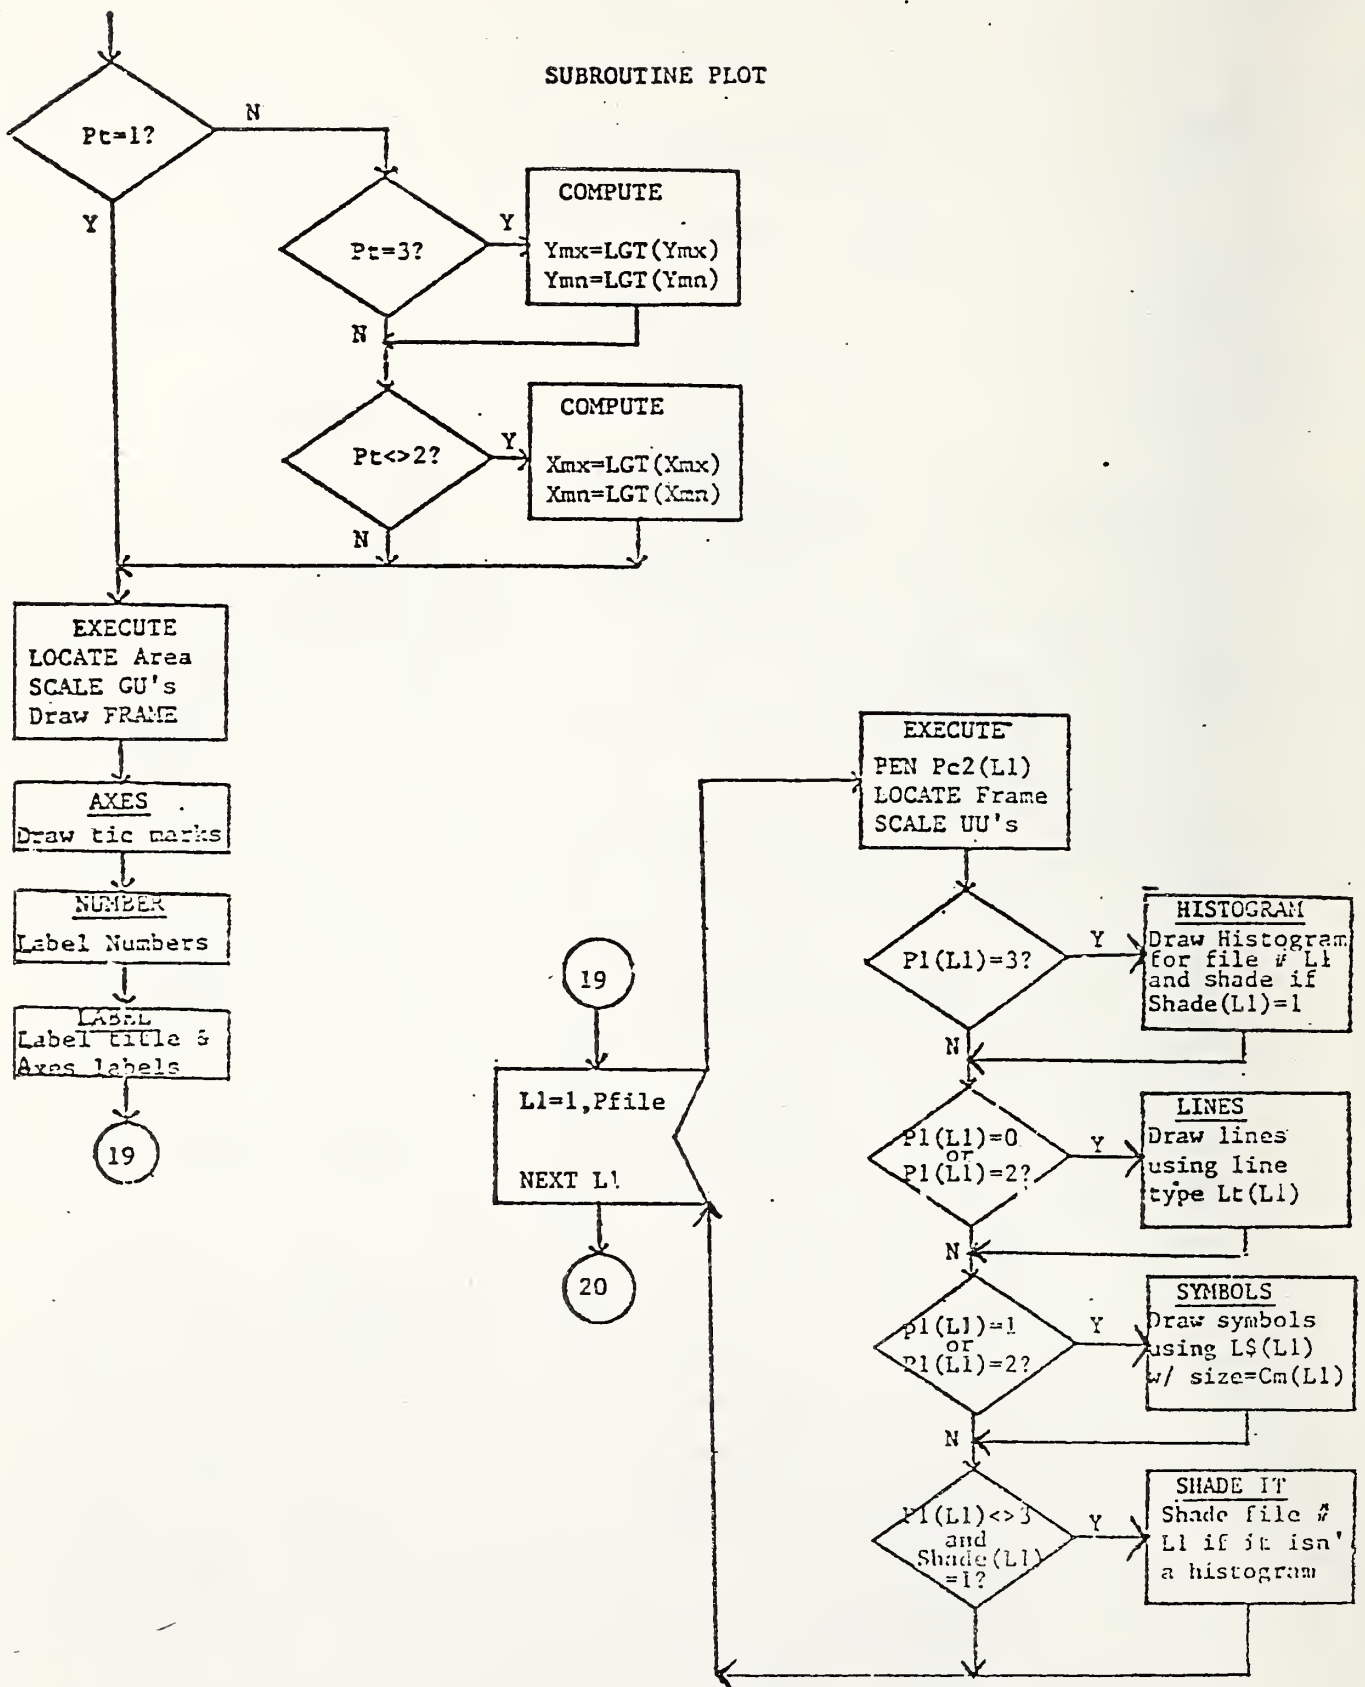 SUBROUTINE PLOT
Pt=1?
N
Y
Pt=3?
Y
COMPUTE
Ymx=LGT(Ymx)
Ymn=LGT(Ymn)
N
Pt<>2?
Y
COMPUTE
Xmx=LGT(Xmx)
Xmn=LGT(Xmn)
N
EXECUTE
LOCATE Area
SCALE GU's
Draw FRAME
AXES
Draw tic marks
NUMBER
Label Numbers
LABEL
Label title &
Axes labels
19
19
L1=1,Pfile
NEXT L1
20
EXECUTE
PEN Pc2(L1)
LOCATE Frame
SCALE UU's
P1(L1)=3?
Y
HISTOGRAM
Draw Histogram
for file # L1
and shade if
Shade(L1)=1
N
P1(L1)=0
or
P1(L1)=2?
Y
LINES
Draw lines
using line
type Lt(L1)
N
p1(L1)=1
or
P1(L1)=2?
Y
SYMBOLS
Draw symbols
using L$(L1)
w/ size=Cm(L1)
N
P1(L1)<>3
and
Shade(L1)
=1?
Y
SHADE IT
Shade file #
L1 if it isn'
a histogram